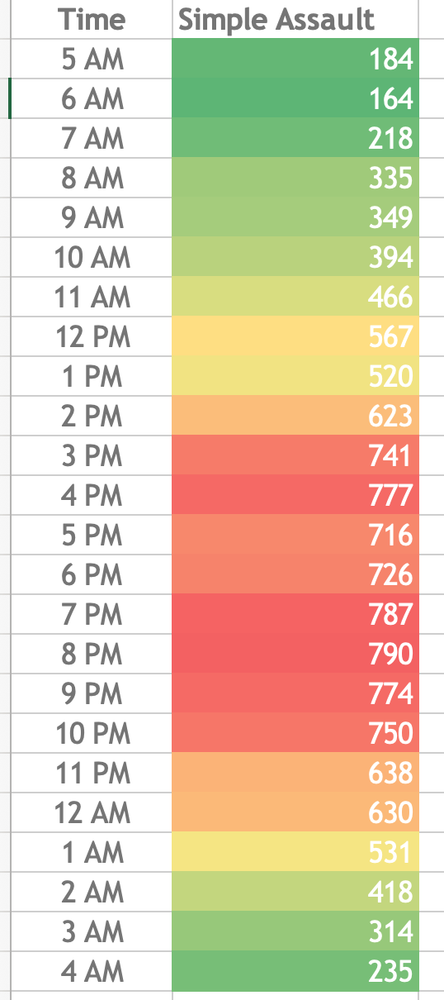 Time Simple Assault
5 AM 184
6 AM 164
7 AM 218
8 AM 335
9 AM 349
10 AM 394
11 AM 466
12 PM 567
1 PM 520
2 PM 623
3 PM 741
4 PM 777
5 PM 716
6 PM 726
7 PM 787
8 PM 790
9 PM 774
10 PM 750
11 PM 638
12 AM 630
1 AM 531
2 AM 418
3 AM 314
4 AM 235